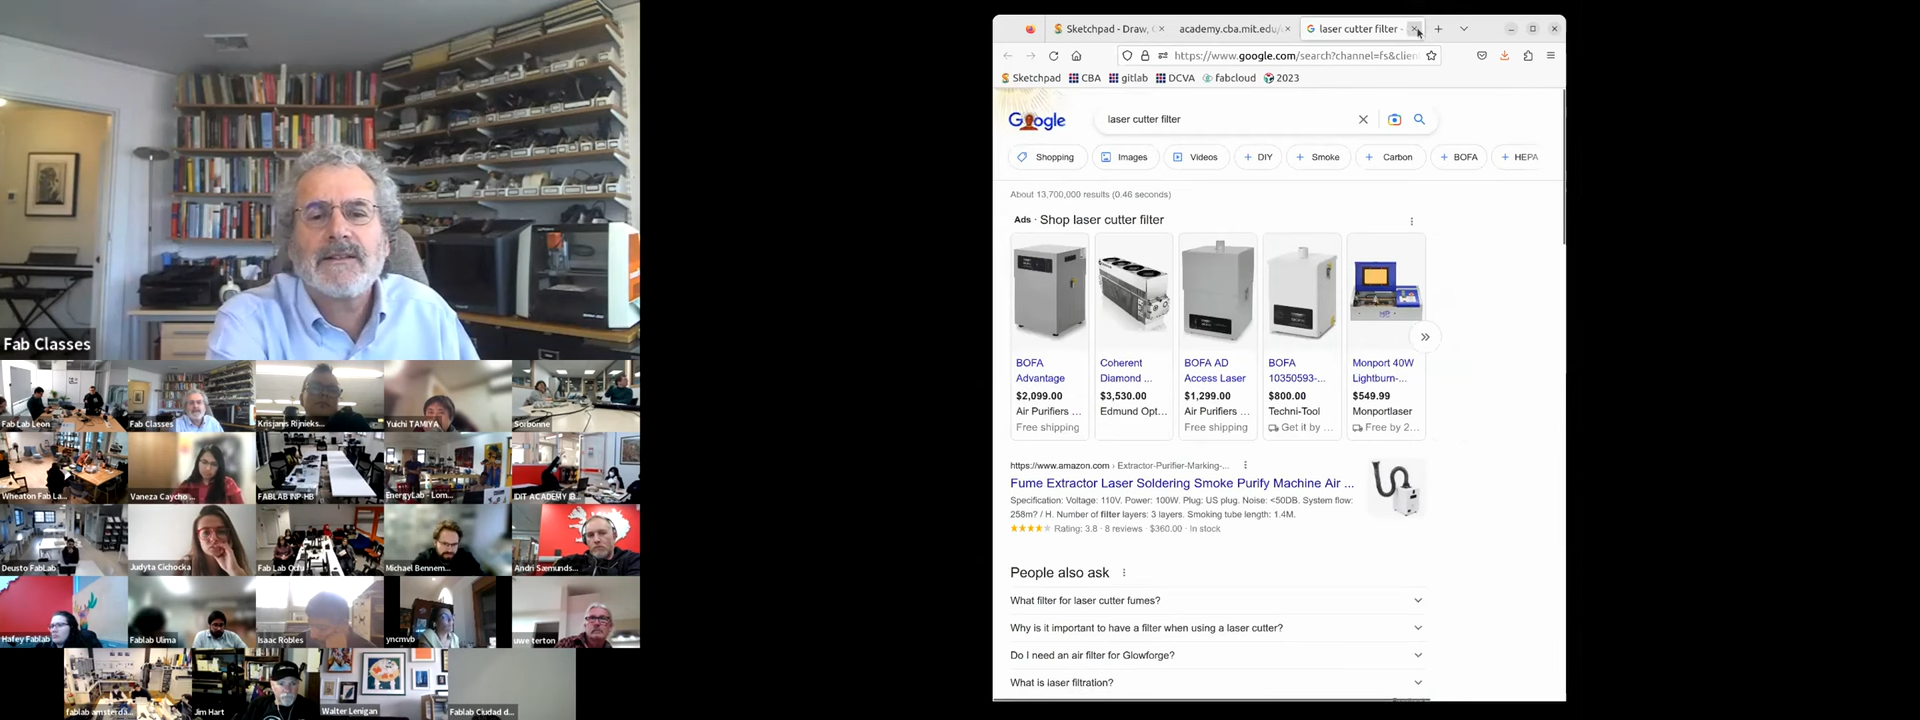 Fab Classes
Fab Lab Leon
Fab Classes
Krisjanis Rijnieks...
Yuichi TAMIYA
Sorbonne
Wheaton Fab La...
Vaneza Caycho ...
FABLAB INP-HB
EnergyLab - Lom...
IDIT ACADEMY IB...
Deusto FabLab
Judyta Cichocka
Fab Lab Oulu
Michael Bennem...
Andri Sæmunds...
Hafey Fablab
Fablab Ulima
Isaac Robles
yncmvb
uwe terton
fablab amsterda...
Jim Hart
Walter Lenigan
Fablab Ciudad d...
Sketchpad - Draw, C
academy.cba.mit.edu/
laser cutter filter -
https://www.google.com/search?channel=fs&clien
Sketchpad
CBA
gitlab
DCVA
fabcloud
2023
Google
laser cutter filter
Shopping
Images
Videos
+ DIY
+ Smoke
+ Carbon
+ BOFA
+ HEPA
About 13,700,000 results (0.46 seconds)
Ads · Shop laser cutter filter
BOFA
Advantage
$2,099.00
Air Purifiers ...
Free shipping
Coherent
Diamond ...
$3,530.00
Edmund Opt...
BOFA AD
Access Laser
$1,299.00
Air Purifiers ...
Free shipping
BOFA
10350593-...
$800.00
Techni-Tool
Get it by ...
Monport 40W
Lightburn-...
$549.99
Monportlaser
Free by 2...
https://www.amazon.com › Extractor-Purifier-Marking-...
Fume Extractor Laser Soldering Smoke Purify Machine Air ...
Specification: Voltage: 110V. Power: 100W. Plug: US plug. Noise: <50DB. System flow:
258m? / H. Number of filter layers: 3 layers. Smoking tube length: 1.4M.
Rating: 3.8 · 8 reviews · $360.00 · In stock
People also ask
What filter for laser cutter fumes?
Why is it important to have a filter when using a laser cutter?
Do I need an air filter for Glowforge?
What is laser filtration?